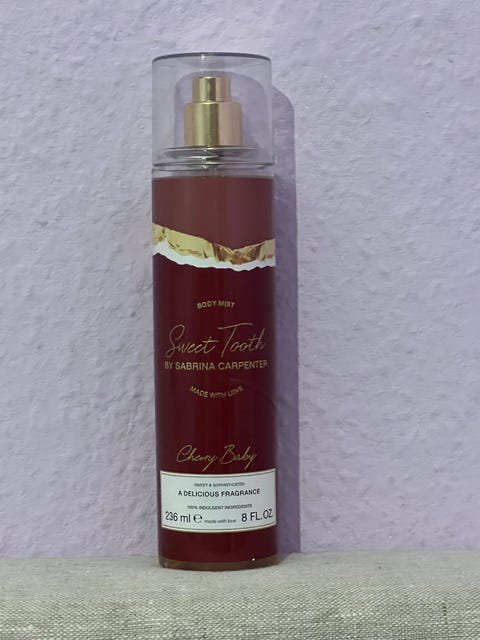 BODY MIST
Sweet Tooth
BY SABRINA CARPENTER
MADE WITH LOVE
Cherry Baby
SWEET & SOPHISTICATED
A DELICIOUS FRAGRANCE
100% INDULGENT INGREDIENTS
236 ml ℮ made with love 8 FL.OZ.